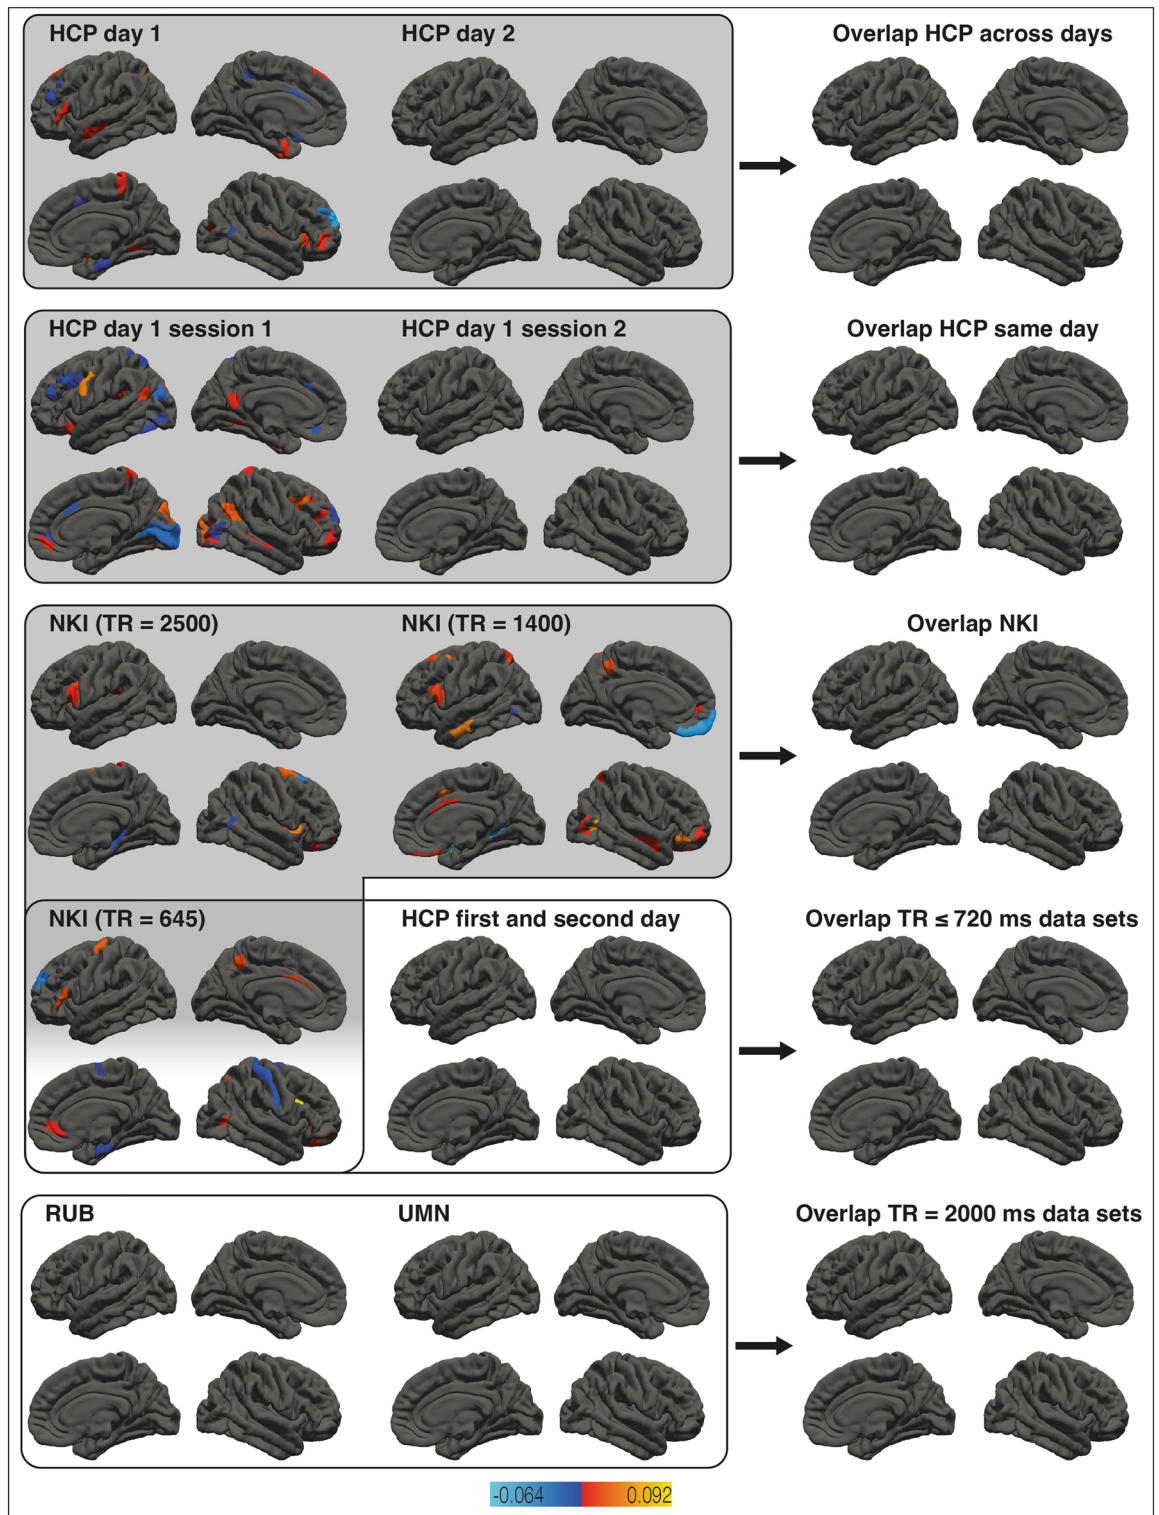 HCP day 1
HCP day 2
Overlap HCP across days
HCP day 1 session 1
HCP day 1 session 2
Overlap HCP same day
NKI (TR = 2500)
NKI (TR = 1400)
Overlap NKI
NKI (TR = 645)
HCP first and second day
Overlap TR ≤ 720 ms data sets
RUB
UMN
Overlap TR = 2000 ms data sets
-0.064
0.092